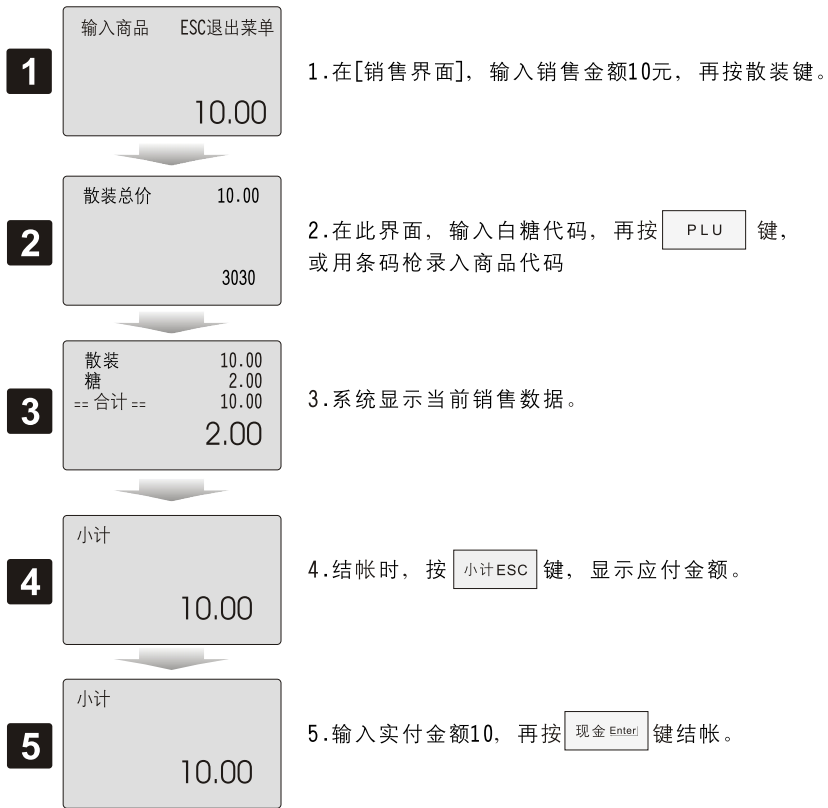 1
输入商品 ESC退出菜单
10.00
1.在[销售界面]，输入销售金额10元，再按散装键。
2
散装总价 10.00
3030
2.在此界面，输入白糖代码，再按 PLU 键，
或用条码枪录入商品代码
3
散装 10.00
糖 2.00
== 合计 == 10.00
2.00
3.系统显示当前销售数据。
4
小计
10.00
4.结帐时，按 小计ESC 键，显示应付金额。
5
小计
10.00
5.输入实付金额10，再按 现金 Enter 键结帐。